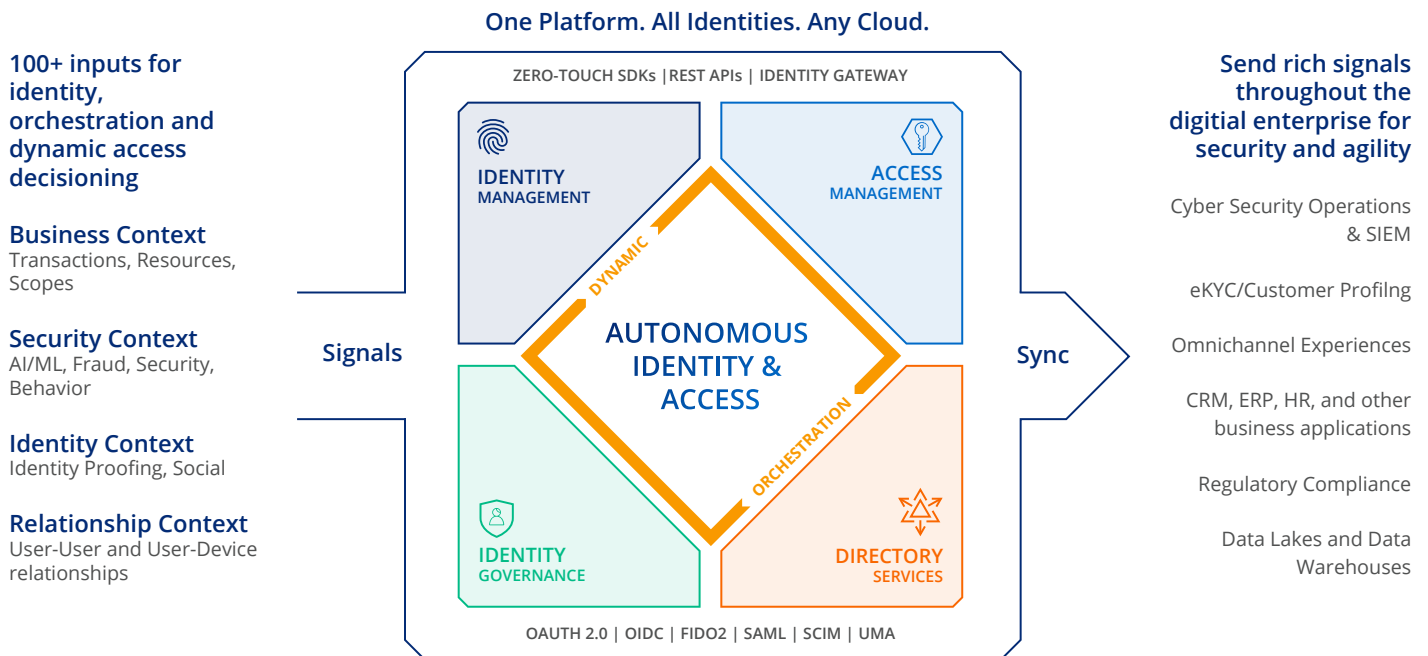 One Platform. All Identities. Any Cloud.
100+ inputs for
identity,
orchestration and
dynamic access
decisioning
Business Context
Transactions, Resources,
Scopes
Security Context
AI/ML, Fraud, Security,
Behavior
Identity Context
Identity Proofing, Social
Relationship Context
User-User and User-Device
relationships
Signals
ZERO-TOUCH SDKs |REST APIs | IDENTITY GATEWAY
IDENTITY
MANAGEMENT
ACCESS
MANAGEMENT
DYNAMIC
AUTONOMOUS
IDENTITY &
ACCESS
ORCHESTRATION
IDENTITY
GOVERNANCE
DIRECTORY
SERVICES
OAUTH 2.0 | OIDC | FIDO2 | SAML | SCIM | UMA
Sync
Send rich signals
throughout the
digitial enterprise for
security and agility
Cyber Security Operations
& SIEM
eKYC/Customer Profilng
Omnichannel Experiences
CRM, ERP, HR, and other
business applications
Regulatory Compliance
Data Lakes and Data
Warehouses